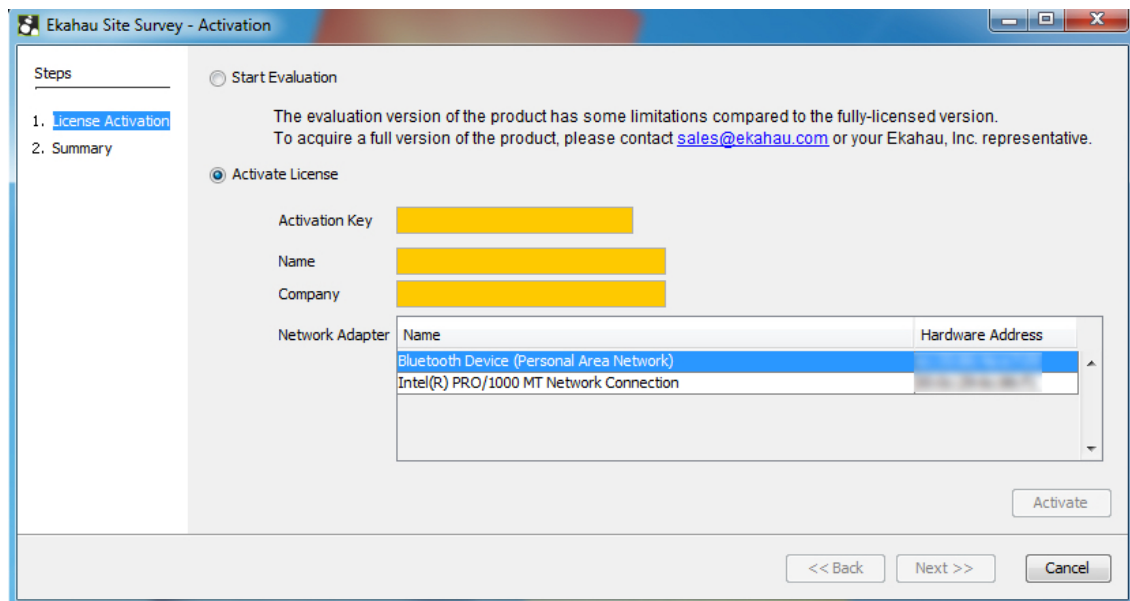 Ekahau Site Survey - Activation
Steps
1. License Activation
2. Summary
Start Evaluation
The evaluation version of the product has some limitations compared to the fully-licensed version.
To acquire a full version of the product, please contact sales@ekahau.com or your Ekahau, Inc. representative.
Activate License
Activation Key
Name
Company
Network Adapter
Name Hardware Address
Bluetooth Device (Personal Area Network)
Intel(R) PRO/1000 MT Network Connection
Activate
<< Back Next >> Cancel